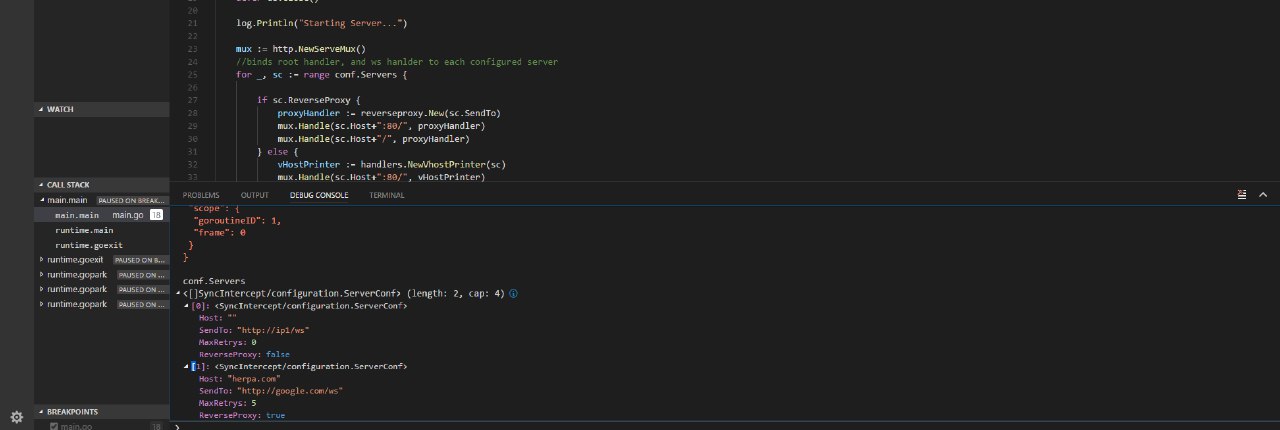 20
21 log.Println("Starting Server...")
22
23 mux := http.NewServeMux()
24 //binds root handler, and ws hanlder to each configured server
25 for _, sc := range conf.Servers {
26
27 if sc.ReverseProxy {
28 proxyHandler := reverseproxy.New(sc.SendTo)
29 mux.Handle(sc.Host+":80/", proxyHandler)
30 mux.Handle(sc.Host+"/", proxyHandler)
31 } else {
32 vHostPrinter := handlers.NewVhostPrinter(sc)
33 mux.Handle(sc.Host+":80/", vHostPrinter)
WATCH
CALL STACK
main.main PAUSED ON BREAK...
main.main main.go 18
runtime.main
runtime.goexit
runtime.goexit PAUSED ON B...
runtime.gopark PAUSED ON ...
runtime.gopark PAUSED ON ...
runtime.gopark PAUSED ON ...
BREAKPOINTS
main.go 18
PROBLEMS OUTPUT DEBUG CONSOLE TERMINAL
"scope": {
"goroutineID": 1,
"frame": 0
}
}
conf.Servers
<[]SyncIntercept/configuration.ServerConf> (length: 2, cap: 4)
[0]: <SyncIntercept/configuration.ServerConf>
Host: ""
SendTo: "http://ip1/ws"
MaxRetrys: 0
ReverseProxy: false
[1]: <SyncIntercept/configuration.ServerConf>
Host: "herpa.com"
SendTo: "http://google.com/ws"
MaxRetrys: 5
ReverseProxy: true